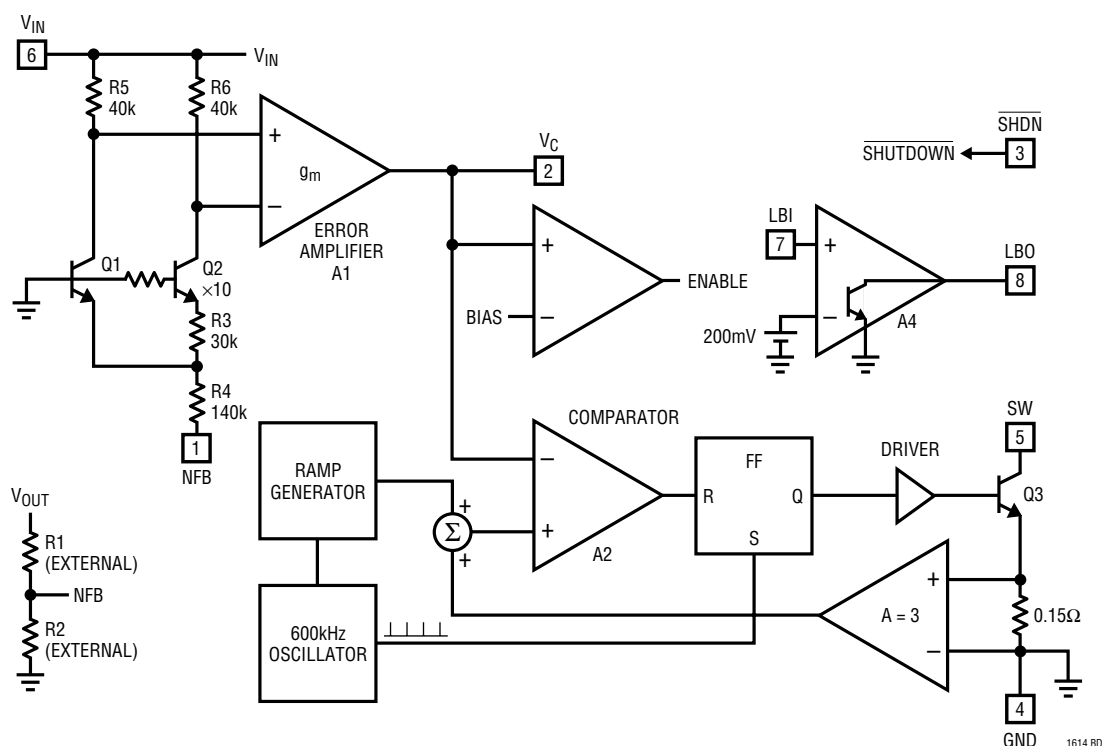 VIN
6
VIN
R5
40k
R6
40k
+
gm
−
ERROR
AMPLIFIER
A1
VC
2
SHDN
3
SHUTDOWN
LBI
7
+
−
200mV
A4
LBO
8
+
BIAS
−
ENABLE
Q1
Q2
×10
R3
30k
R4
140k
1
NFB
VOUT
R1
(EXTERNAL)
NFB
R2
(EXTERNAL)
RAMP
GENERATOR
600kHz
OSCILLATOR
+
Σ
+
COMPARATOR
−
+
A2
FF
R
Q
S
DRIVER
SW
5
Q3
+
A = 3
−
0.15Ω
4
GND
1614 BD